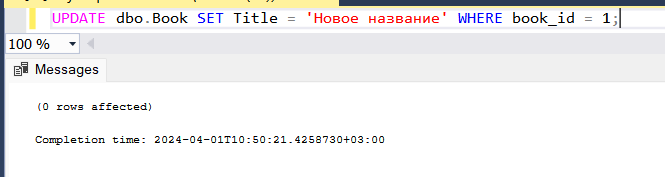 UPDATE dbo.Book SET Title = 'Новое название' WHERE book_id = 1;
100 %
Messages
(0 rows affected)
Completion time: 2024-04-01T10:50:21.4258730+03:00